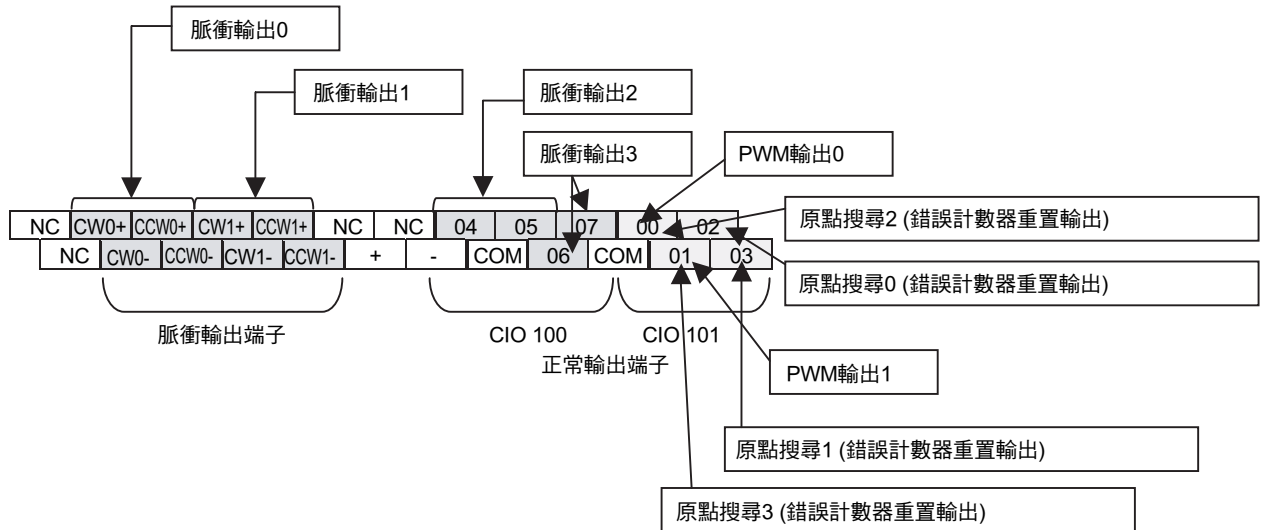 脈衝輸出0
脈衝輸出1
脈衝輸出2
脈衝輸出3
PWM輸出0
原點搜尋2 (錯誤計數器重置輸出)
NC CW0+ CCW0+ CW1+ CCW1+ NC NC 04 05 07 00 02
NC CW0- CCW0- CW1- CCW1- + - COM 06 COM 01 03
原點搜尋0 (錯誤計數器重置輸出)
脈衝輸出端子
CIO 100
CIO 101
正常輸出端子
PWM輸出1
原點搜尋1 (錯誤計數器重置輸出)
原點搜尋3 (錯誤計數器重置輸出)